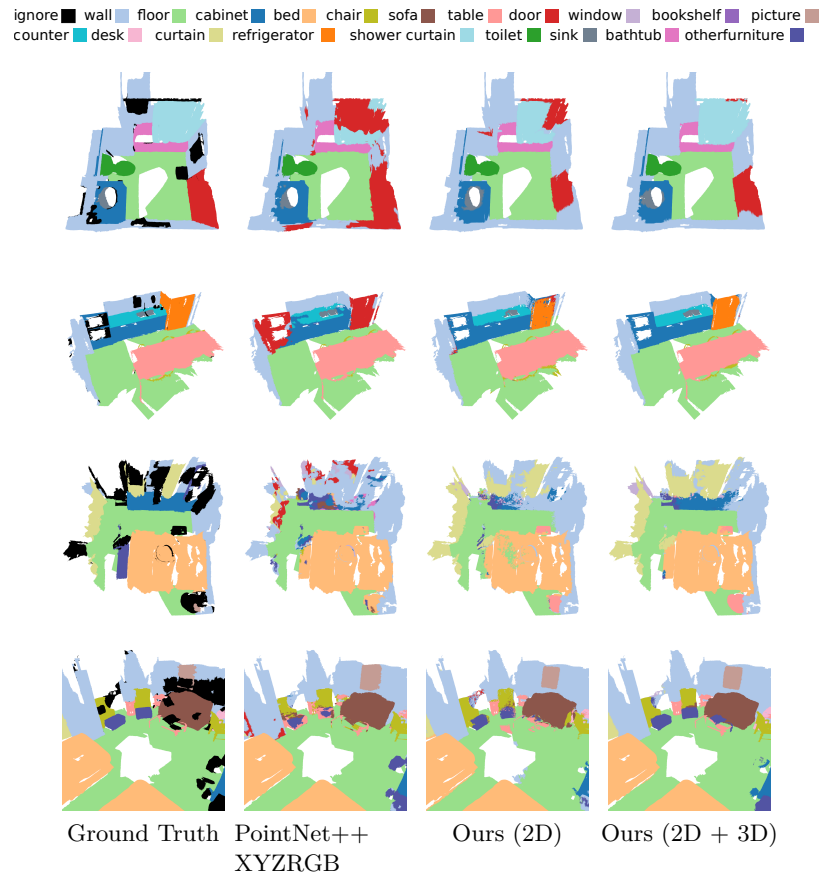 ignore wall floor cabinet bed chair sofa table door window bookshelf picture
counter desk curtain refrigerator shower curtain toilet sink bathtub otherfurniture
Ground Truth PointNet++ XYZRGB Ours (2D) Ours (2D + 3D)